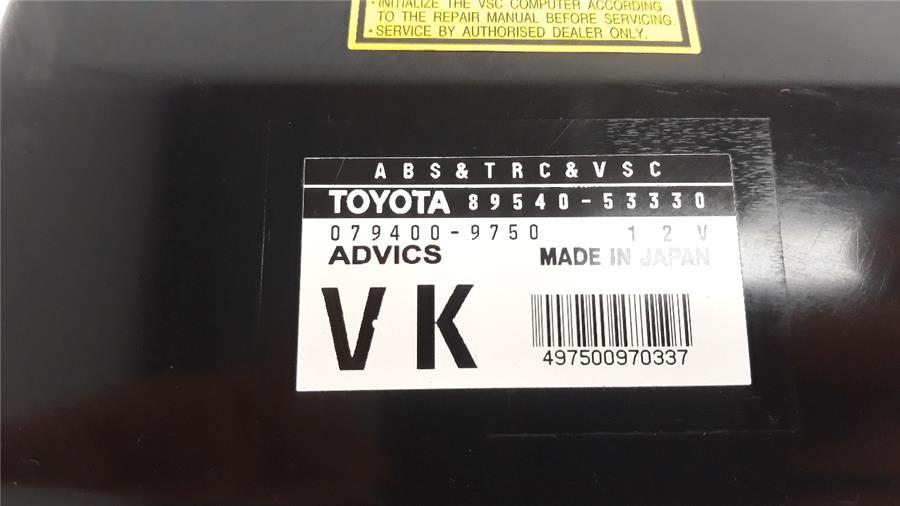 · INITIALIZE THE VSC COMPUTER ACCORDING
TO THE REPAIR MANUAL BEFORE SERVICING.
· SERVICE BY AUTHORISED DEALER ONLY.
ABS&TRC&VSC
TOYOTA 89540-53330
079400-9750 12V
ADVICS MADE IN JAPAN
VK
497500970337